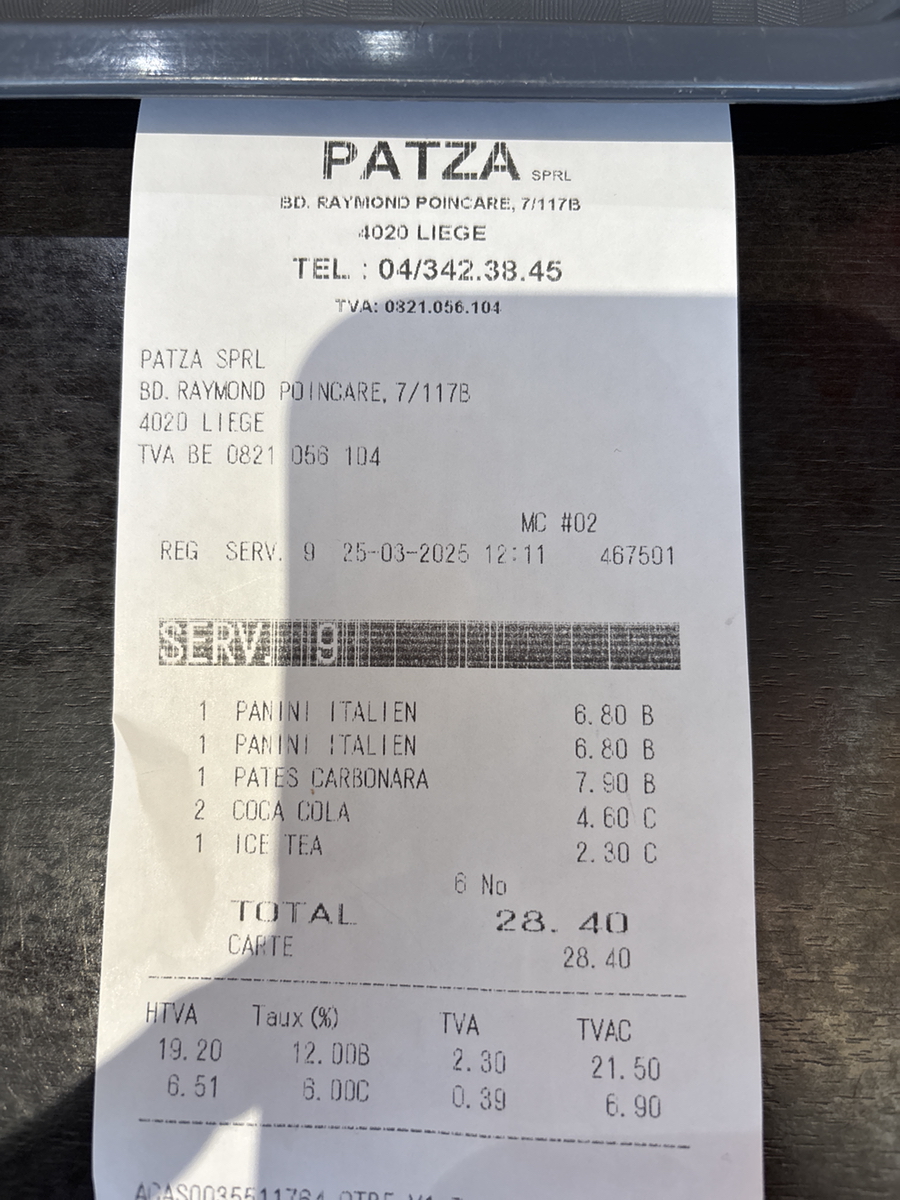 PATZA SPRL
BD. RAYMOND POINCARE, 7/117B
4020 LIEGE
TEL. : 04/342.38.45
TVA: 0821.056.104
PATZA SPRL
BD. RAYMOND POINCARE, 7/117B
4020 LIEGE
TVA BE 0821 056 104
MC #02
REG SERV. 9 25-03-2025 12:11 467501
SERV. 9
1 PANINI ITALIEN 6.80 B
1 PANINI ITALIEN 6.80 B
1 PATES CARBONARA 7.90 B
2 COCA COLA 4.60 C
1 ICE TEA 2.30 C
6 No
TOTAL 28.40
CARTE 28.40
HTVA Taux (%) TVA TVAC
19.20 12.00B 2.30 21.50
6.51 6.00C 0.39 6.90